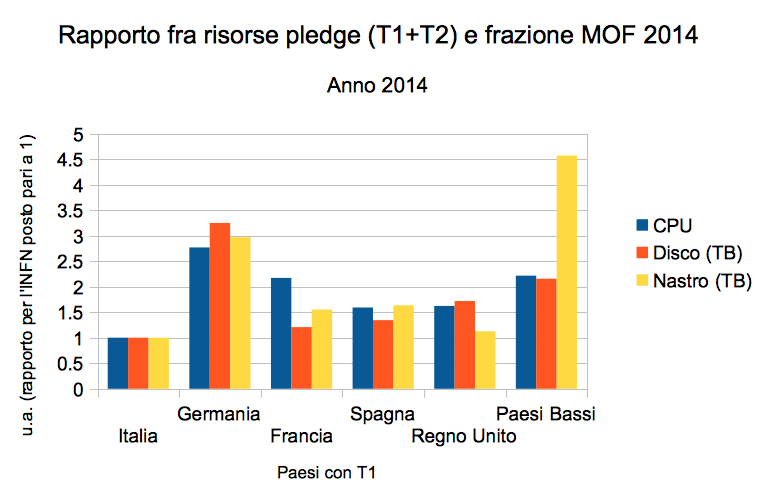 Rapporto fra risorse pledge (T1+T2) e frazione MOF 2014
Anno 2014
u.a. (rapporto per l'INFN posto pari a 1)
5
4.5
4
3.5
3
2.5
2
1.5
1
0.5
0
CPU
Disco (TB)
Nastro (TB)
Germania
Spagna
Paesi Bassi
Italia
Francia
Regno Unito
Paesi con T1